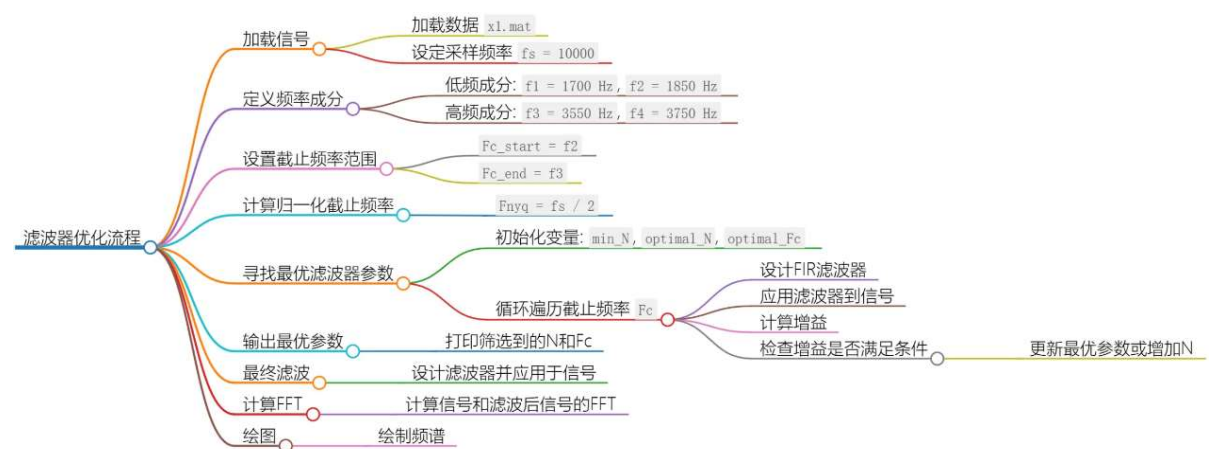 滤波器优化流程
加载信号
加载数据 x1.mat
设定采样频率 fs = 10000
定义频率成分
低频成分: f1 = 1700 Hz, f2 = 1850 Hz
高频成分: f3 = 3550 Hz, f4 = 3750 Hz
设置截止频率范围
Fc_start = f2
Fc_end = f3
计算归一化截止频率
Fnyq = fs / 2
寻找最优滤波器参数
初始化变量: min_N, optimal_N, optimal_Fc
循环遍历截止频率 Fc
设计FIR滤波器
应用滤波器到信号
计算增益
检查增益是否满足条件
更新最优参数或增加N
输出最优参数
打印筛选到的N和Fc
最终滤波
设计滤波器并应用于信号
计算FFT
计算信号和滤波后信号的FFT
绘图
绘制频谱